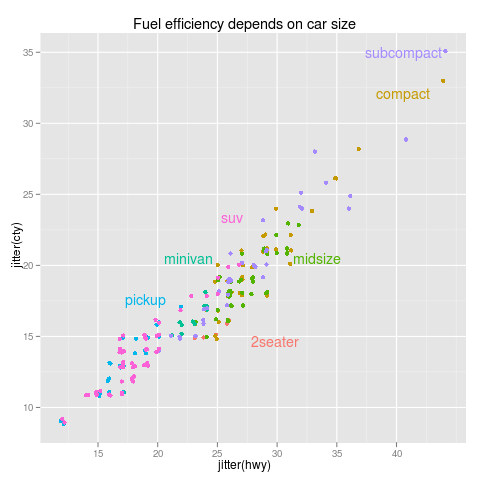 Fuel efficiency depends on car size
35
subcompact
compact
30
25
suv
jitter(cty)
20
minivan
midsize
pickup
15
2seater
10
15
20
25
30
35
40
jitter(hwy)